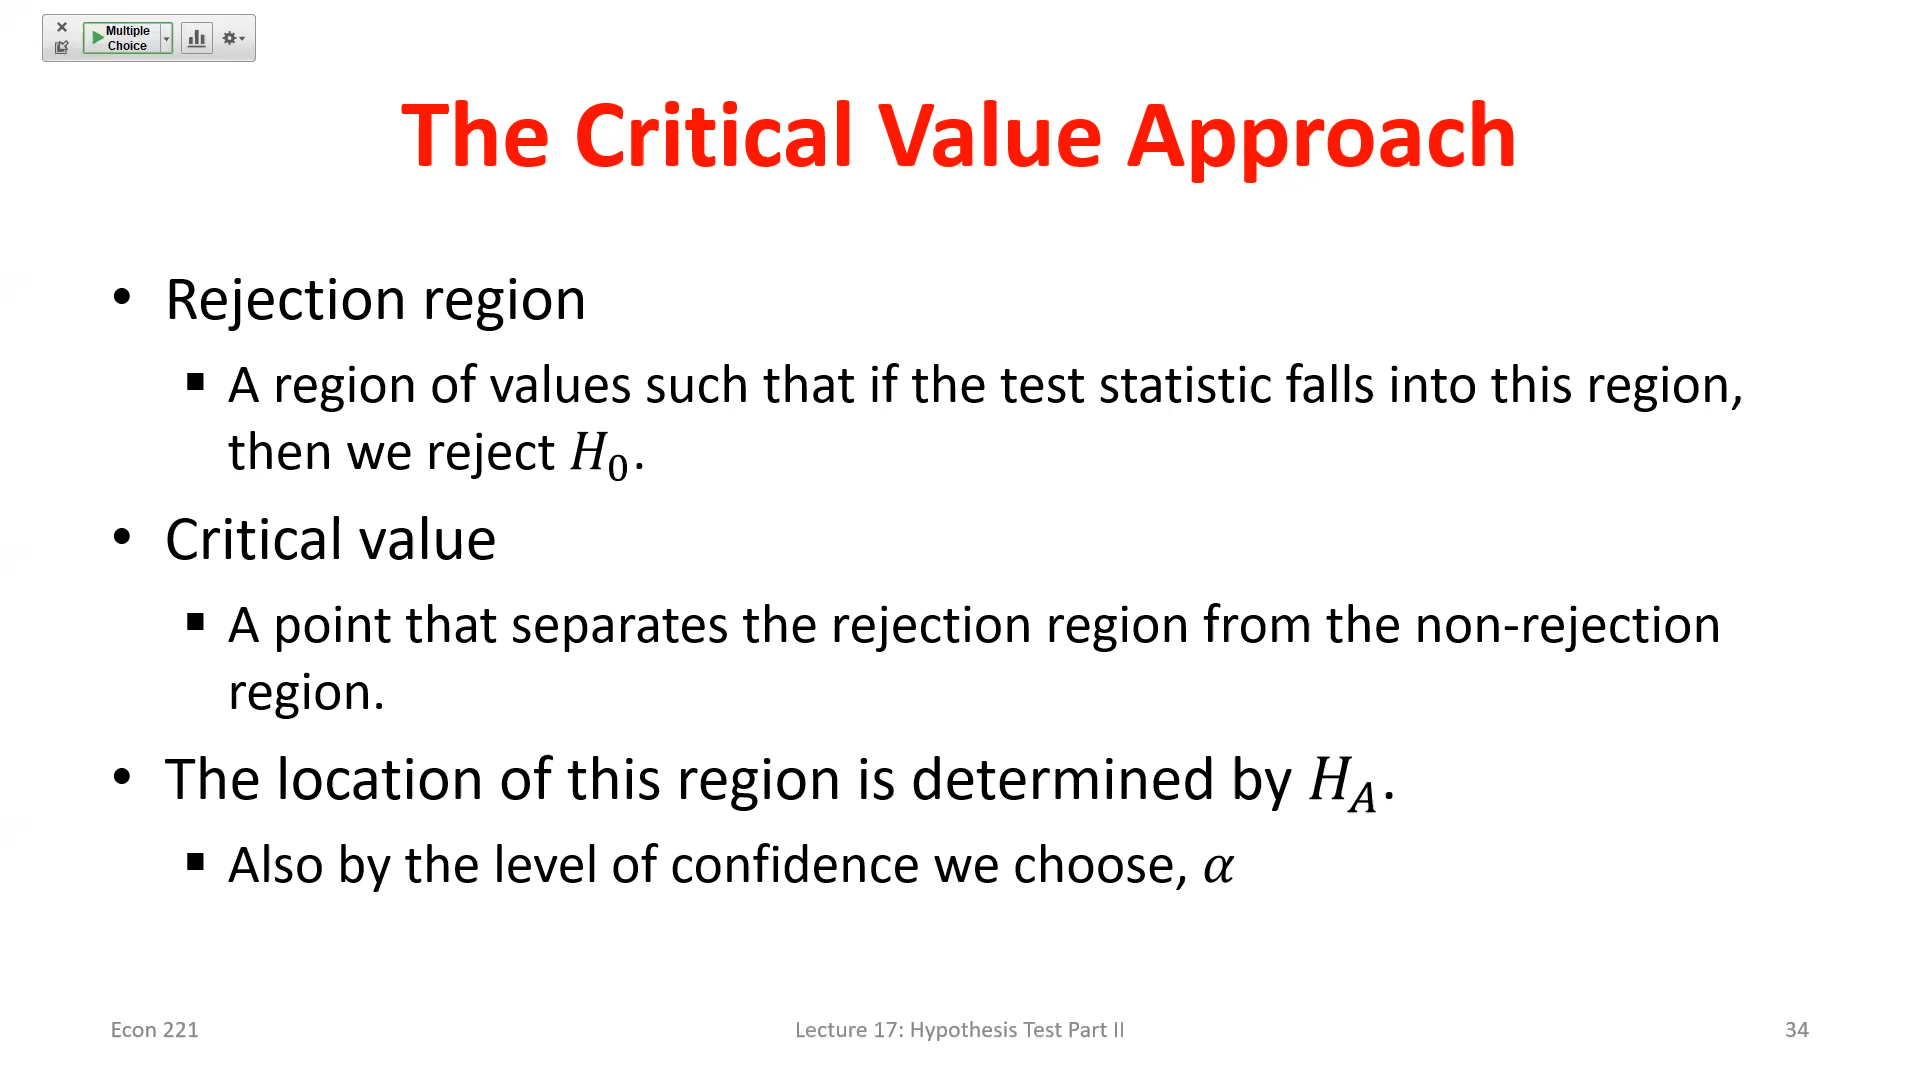 Multiple
Choice
The Critical Value Approach
• Rejection region
▪ A region of values such that if the test statistic falls into this region,
then we reject H₀.
• Critical value
▪ A point that separates the rejection region from the non-rejection
region.
• The location of this region is determined by H_A.
▪ Also by the level of confidence we choose, α
Econ 221
Lecture 17: Hypothesis Test Part II
34